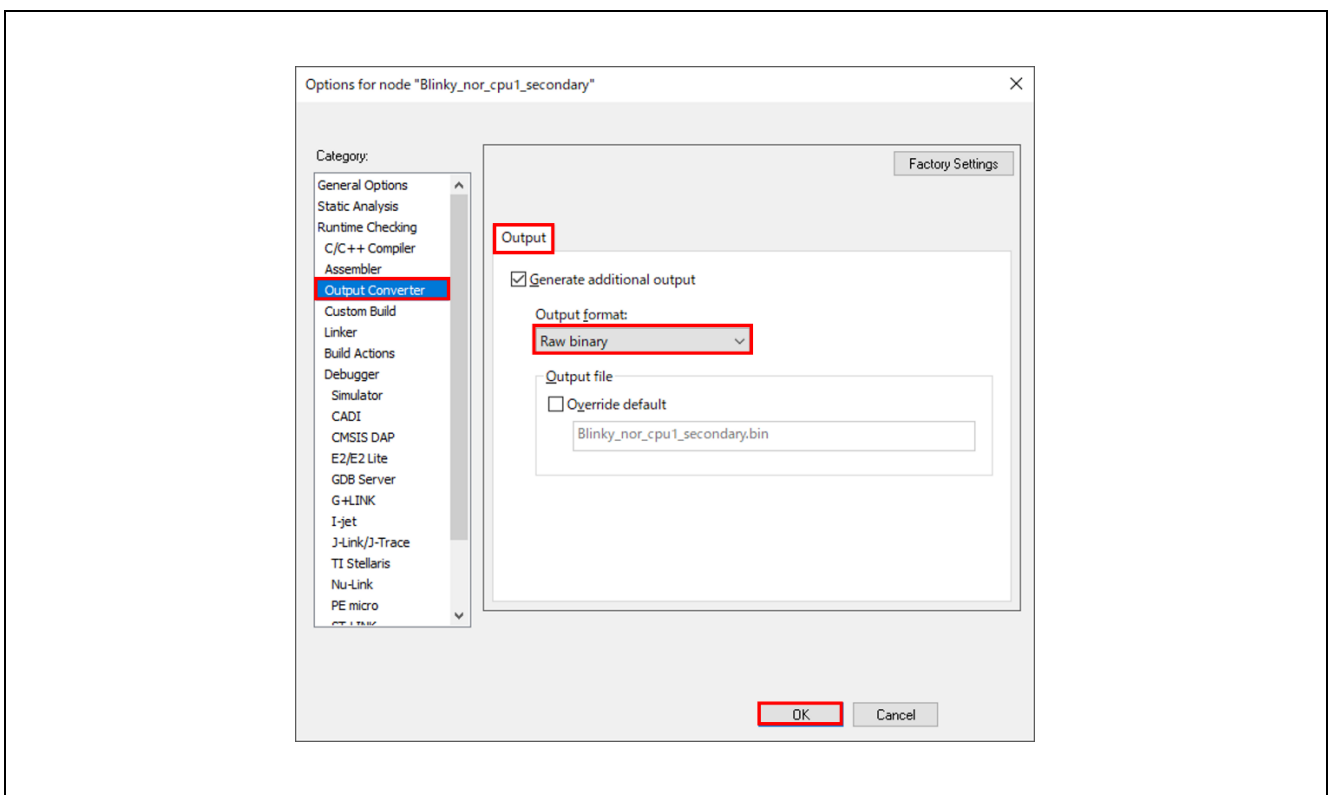 Options for node "Blinky_nor_cpu1_secondary"
Category:
General Options
Static Analysis
Runtime Checking
C/C++ Compiler
Assembler
Output Converter
Custom Build
Linker
Build Actions
Debugger
Simulator
CADI
CMSIS DAP
E2/E2 Lite
GDB Server
G+LINK
I-jet
J-Link/J-Trace
TI Stellaris
Nu-Link
PE micro
ST-LINK
Factory Settings
Output
Generate additional output
Output format:
Raw binary
Output file
Override default
Blinky_nor_cpu1_secondary.bin
OK
Cancel